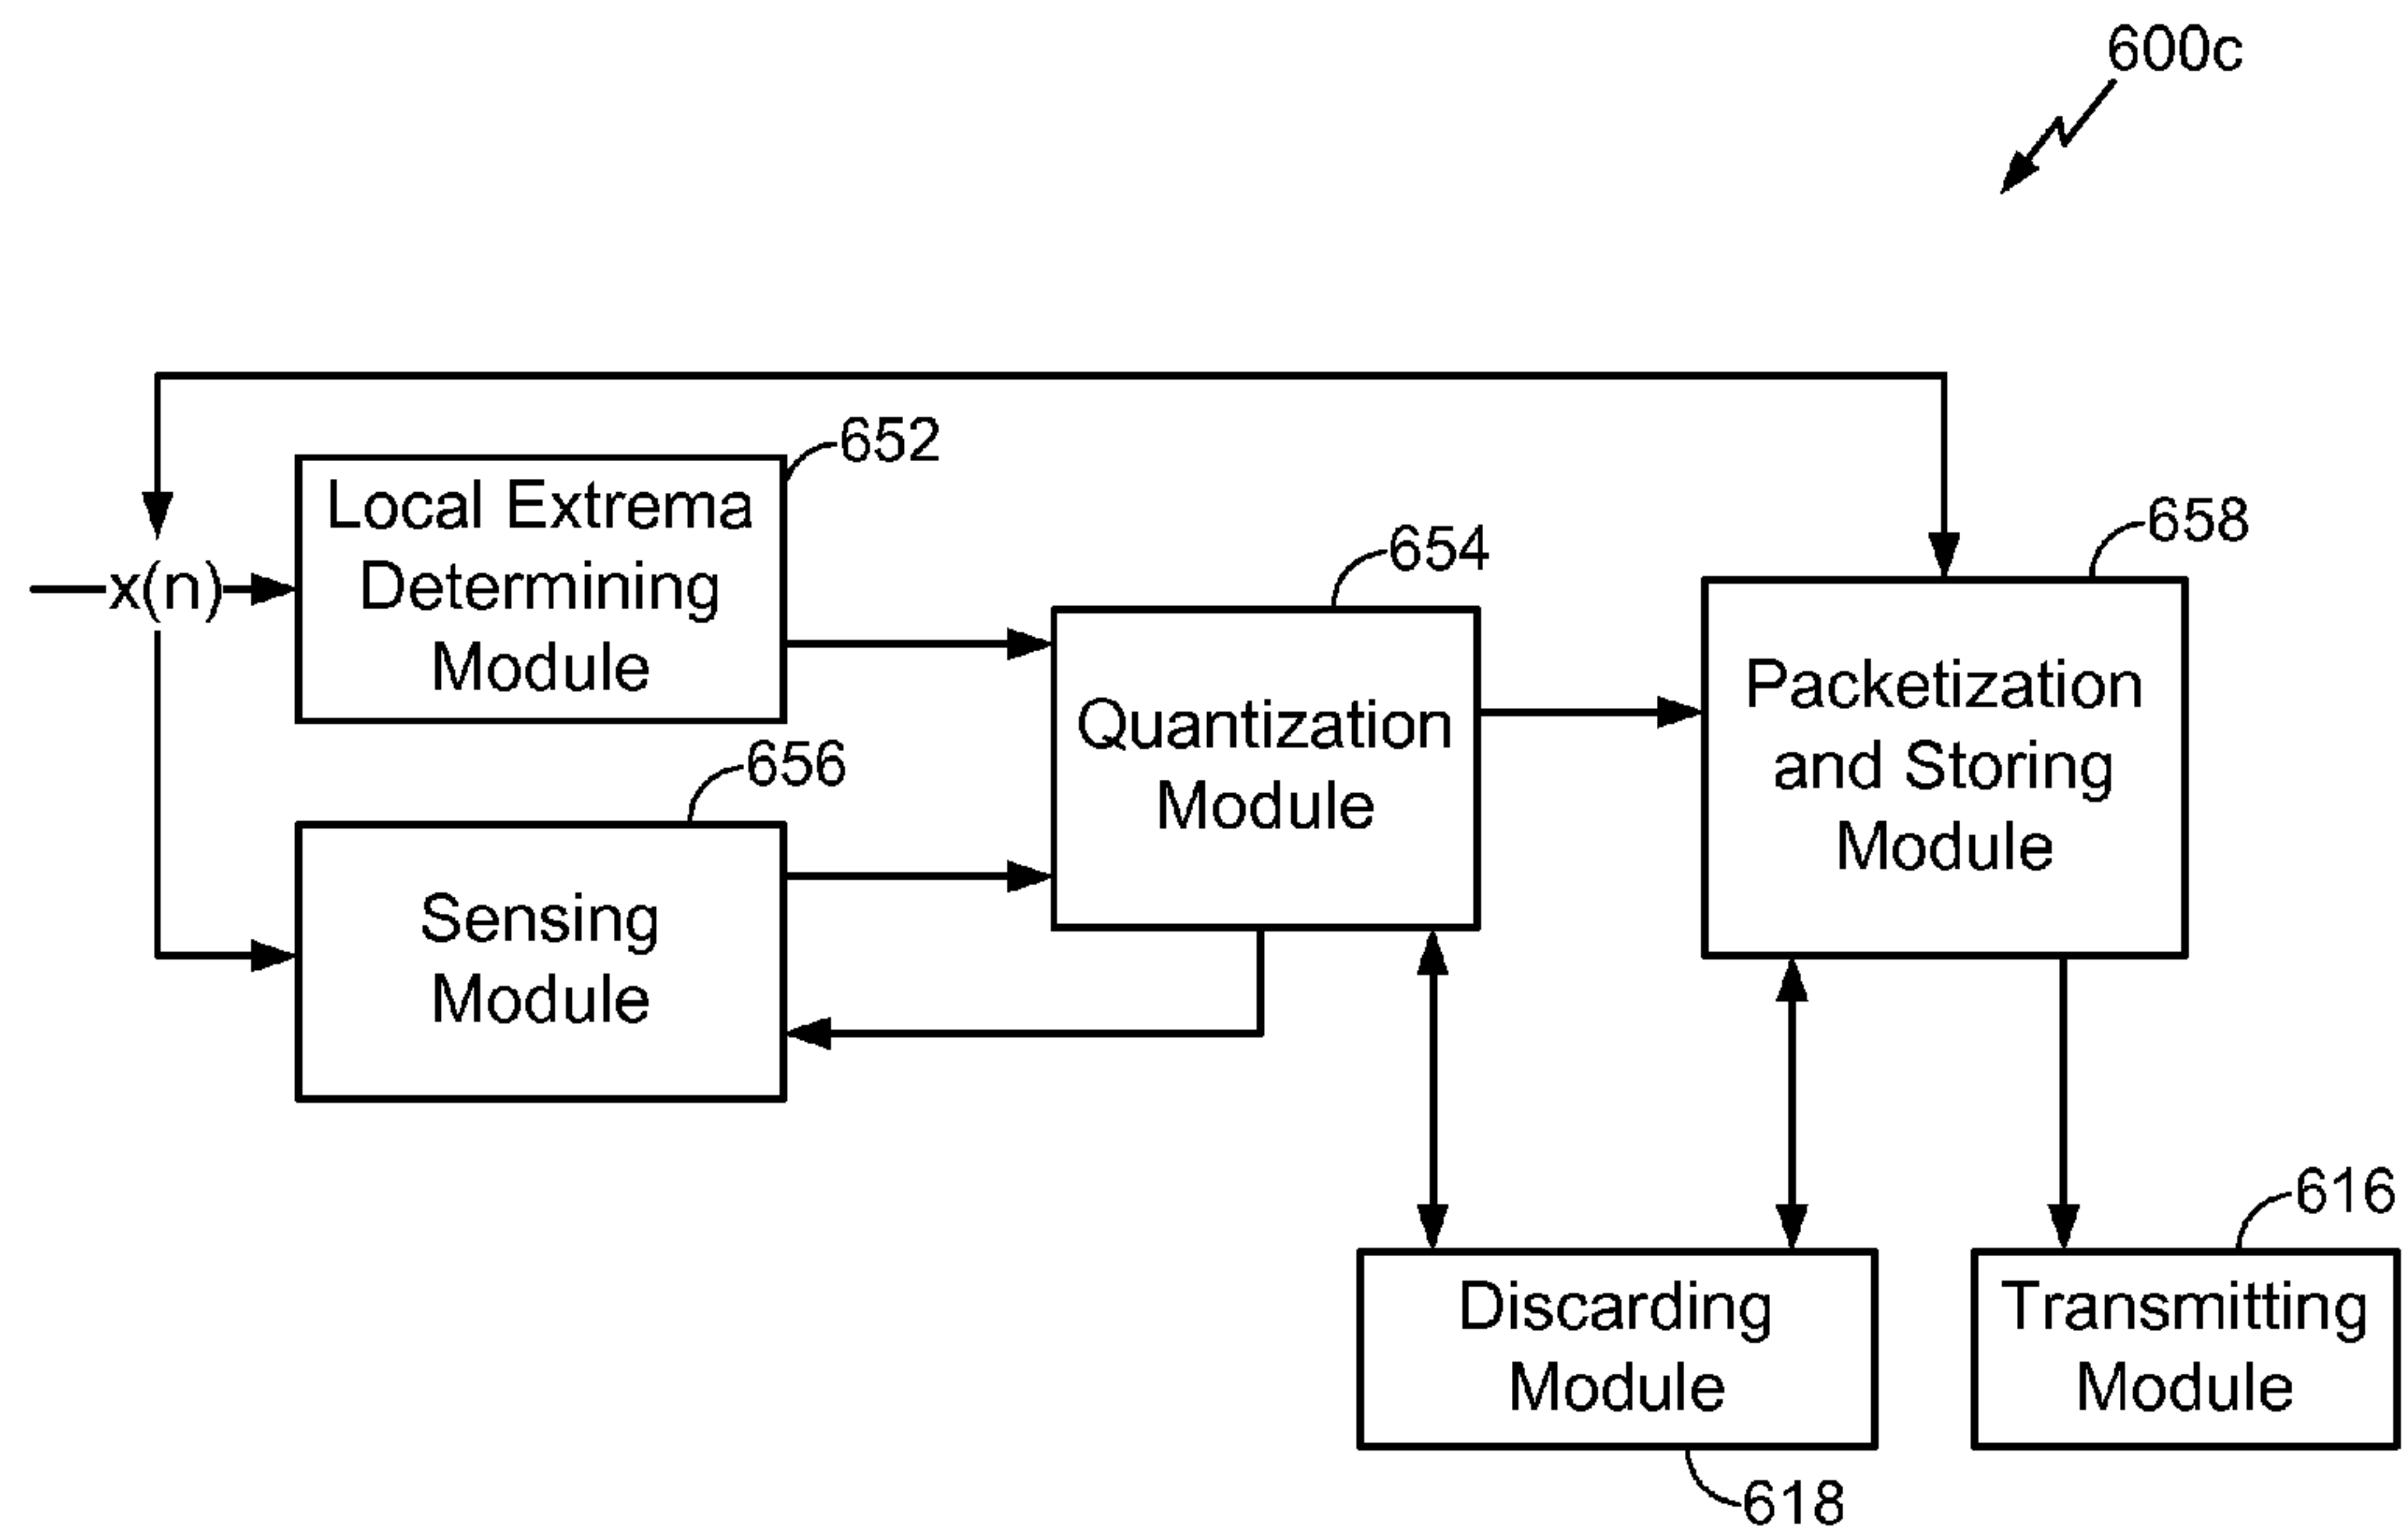 600c
652
Local Extrema
Determining
Module
x(n)
654
658
Quantization
Module
Packetization
and Storing
Module
656
Sensing
Module
616
Discarding
Module
Transmitting
Module
618